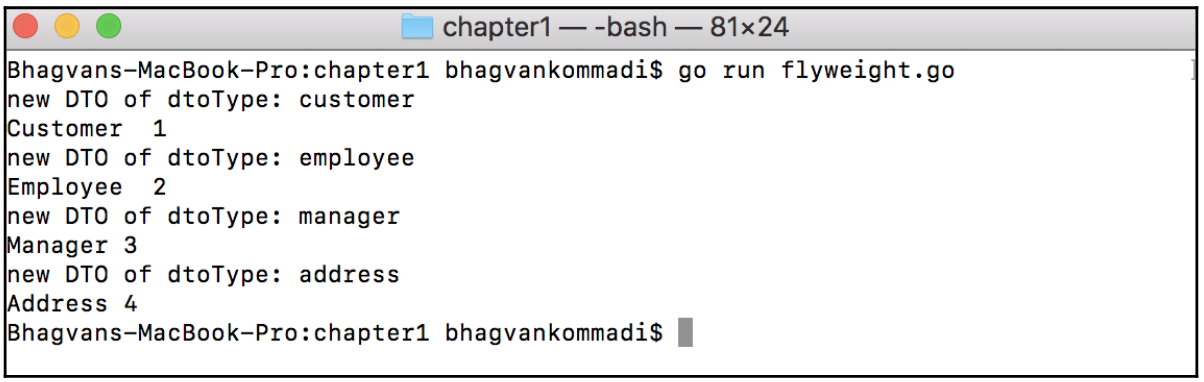 chapter1 — -bash — 81×24
Bhagvans-MacBook-Pro:chapter1 bhagvankommadi$ go run flyweight.go
new DTO of dtoType: customer
Customer  1
new DTO of dtoType: employee
Employee  2
new DTO of dtoType: manager
Manager 3
new DTO of dtoType: address
Address 4
Bhagvans-MacBook-Pro:chapter1 bhagvankommadi$